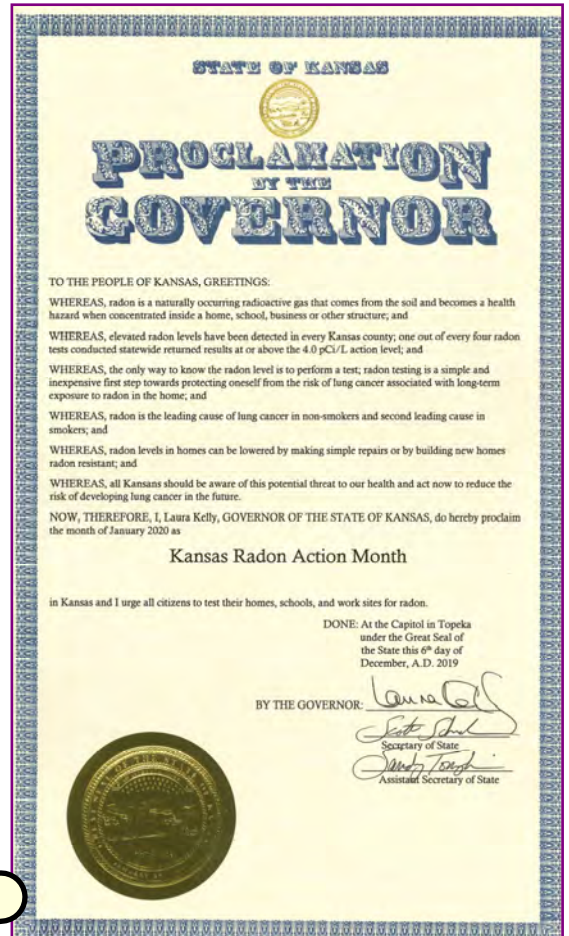 STATE OF KANSAS
PROCLAMATION
BY THE
GOVERNOR
TO THE PEOPLE OF KANSAS, GREETINGS:
WHEREAS, radon is a naturally occurring radioactive gas that comes from the soil and becomes a health
hazard when concentrated inside a home, school, business or other structure; and
WHEREAS, elevated radon levels have been detected in every Kansas county; one out of every four radon
tests conducted statewide returned results at or above the 4.0 pCi/L action level; and
WHEREAS, the only way to know the radon level is to perform a test; radon testing is a simple and
inexpensive first step towards protecting oneself from the risk of lung cancer associated with long-term
exposure to radon in the home; and
WHEREAS, radon is the leading cause of lung cancer in non-smokers and second leading cause in
smokers; and
WHEREAS, radon levels in homes can be lowered by making simple repairs or by building new homes
radon resistant; and
WHEREAS, all Kansans should be aware of this potential threat to our health and act now to reduce the
risk of developing lung cancer in the future.
NOW, THEREFORE, I, Laura Kelly, GOVERNOR OF THE STATE OF KANSAS, do hereby proclaim
the month of January 2020 as
Kansas Radon Action Month
in Kansas and I urge all citizens to test their homes, schools, and work sites for radon.
DONE: At the Capitol in Topeka
under the Great Seal of
the State this 6th day of
December, A.D. 2019
BY THE GOVERNOR:
Secretary of State
Assistant Secretary of State